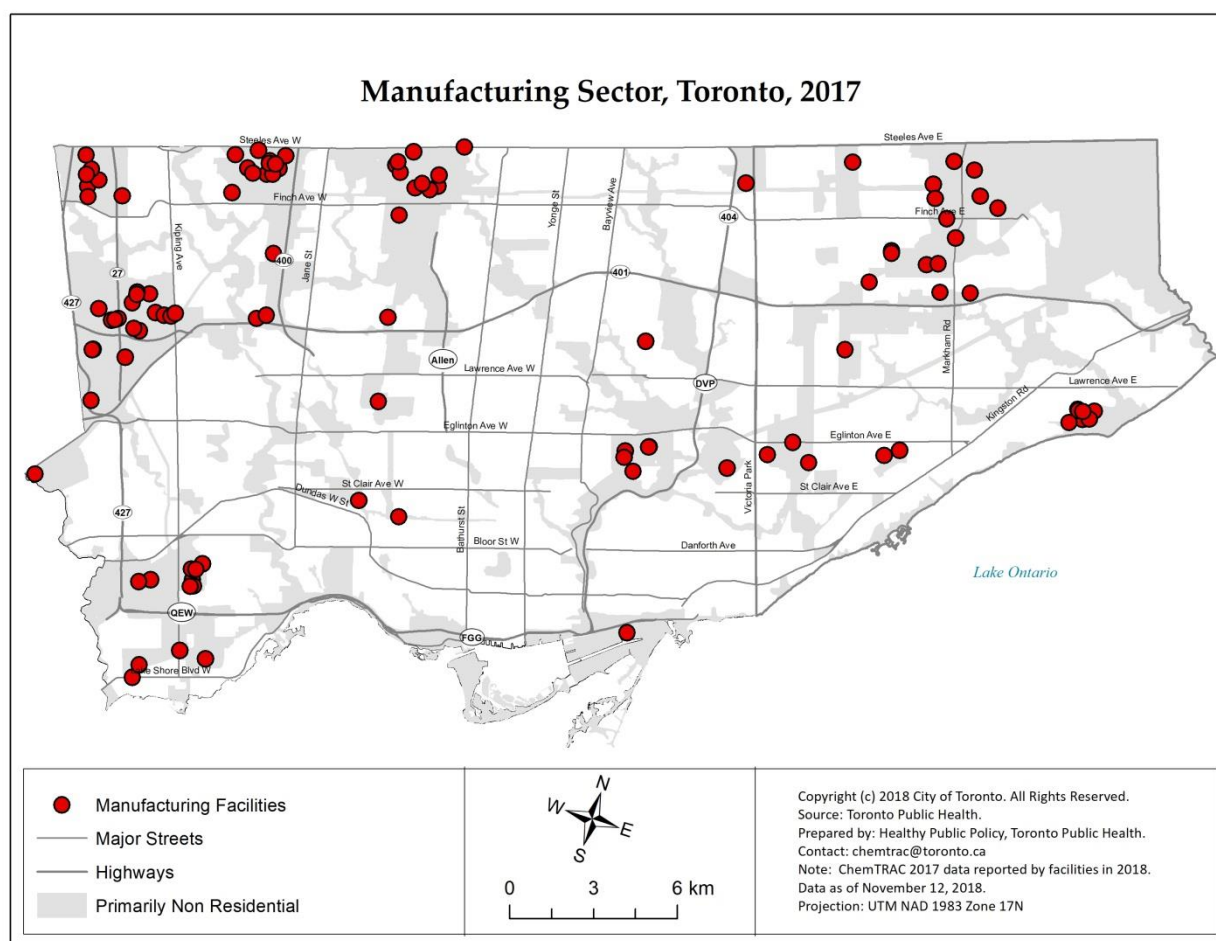 Manufacturing Sector, Toronto, 2017
Steeles Ave W
Steeles Ave E
Finch Ave W
Finch Ave E
Kipling Ave
Jane St
Yonge St
Bayview Ave
404
400
401
27
427
Allen
Markham Rd
Lawrence Ave W
DVP
Lawrence Ave E
Kingston Rd
Eglinton Ave W
Eglinton Ave E
Victoria Park
St Clair Ave W
St Clair Ave E
Dundas W St
427
Bathurst St
Bloor St W
Danforth Ave
Lake Ontario
QEW
FGG
Shore Blvd W
Manufacturing Facilities
Major Streets
Highways
Primarily Non Residential
N
W
E
S
0 3 6 km
Copyright (c) 2018 City of Toronto. All Rights Reserved.
Source: Toronto Public Health.
Prepared by: Healthy Public Policy, Toronto Public Health.
Contact: chemtrac@toronto.ca
Note: ChemTRAC 2017 data reported by facilities in 2018.
Data as of November 12, 2018.
Projection: UTM NAD 1983 Zone 17N